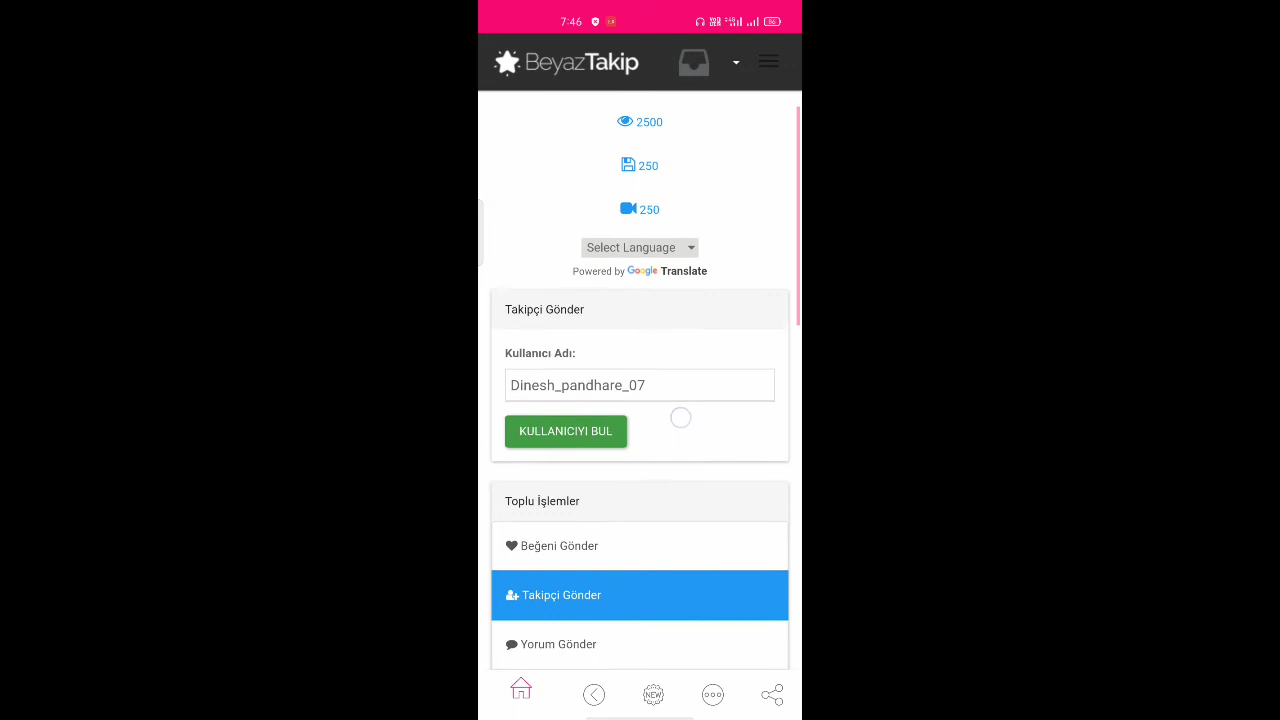 7:46
BeyazTakip
2500
250
250
Select Language
Powered by Google Translate
Takipçi Gönder
Kullanıcı Adı:
Dinesh_pandhare_07
KULLANICIYI BUL
Toplu İşlemler
Beğeni Gönder
Takipçi Gönder
Yorum Gönder
NEW